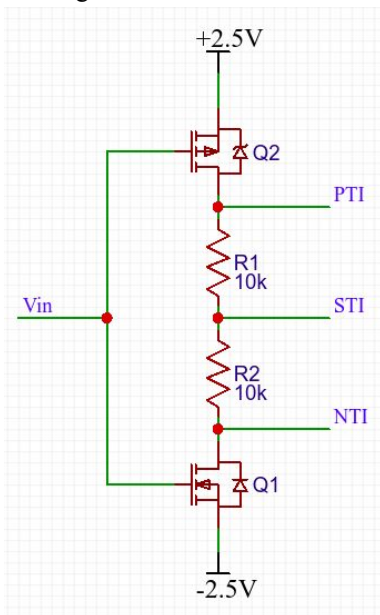 +2.5V
Q2
PTI
R1
10k
Vin
STI
R2
10k
NTI
Q1
-2.5V